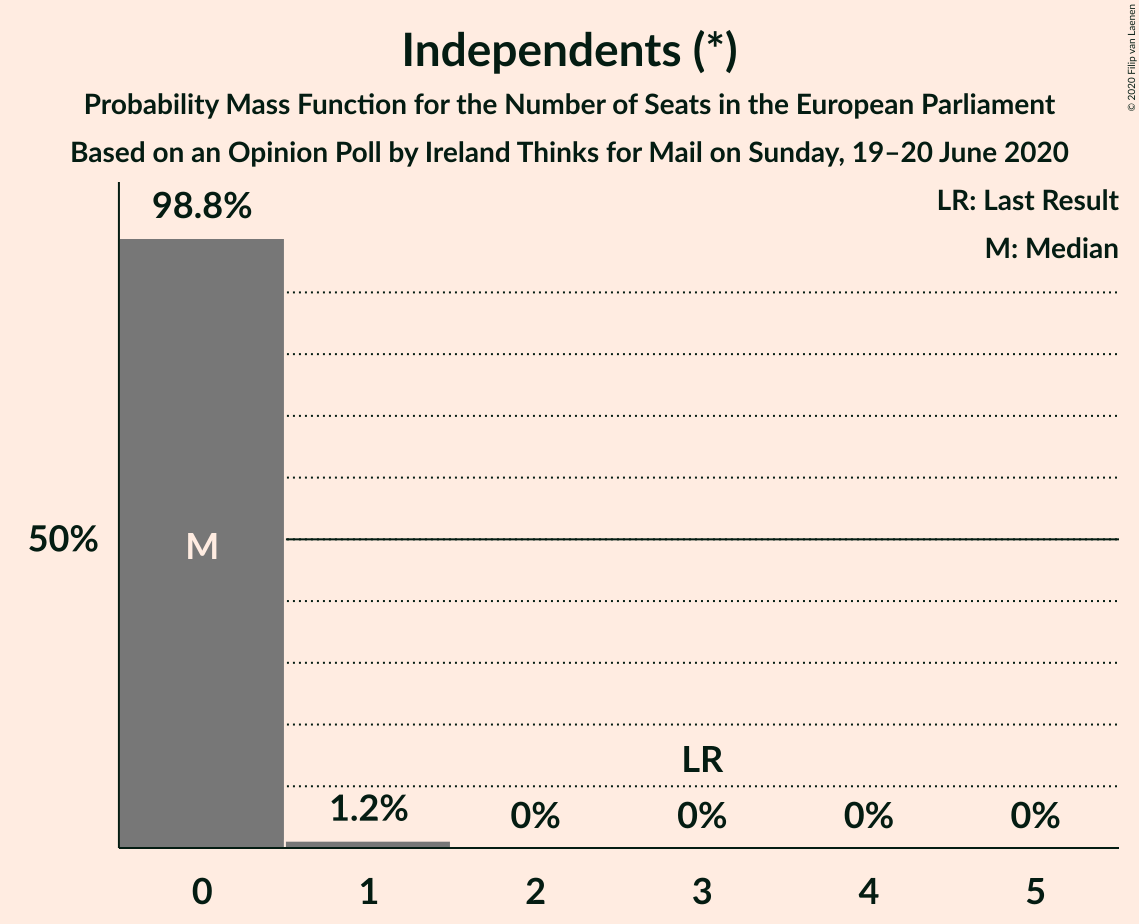 Independents (*)
Probability Mass Function for the Number of Seats in the European Parliament
Based on an Opinion Poll by Ireland Thinks for Mail on Sunday, 19–20 June 2020
© 2020 Filip van Laenen
LR: Last Result
M: Median
98.8%
50%
M
LR
1.2%
0%
0%
0%
0%
0
1
2
3
4
5